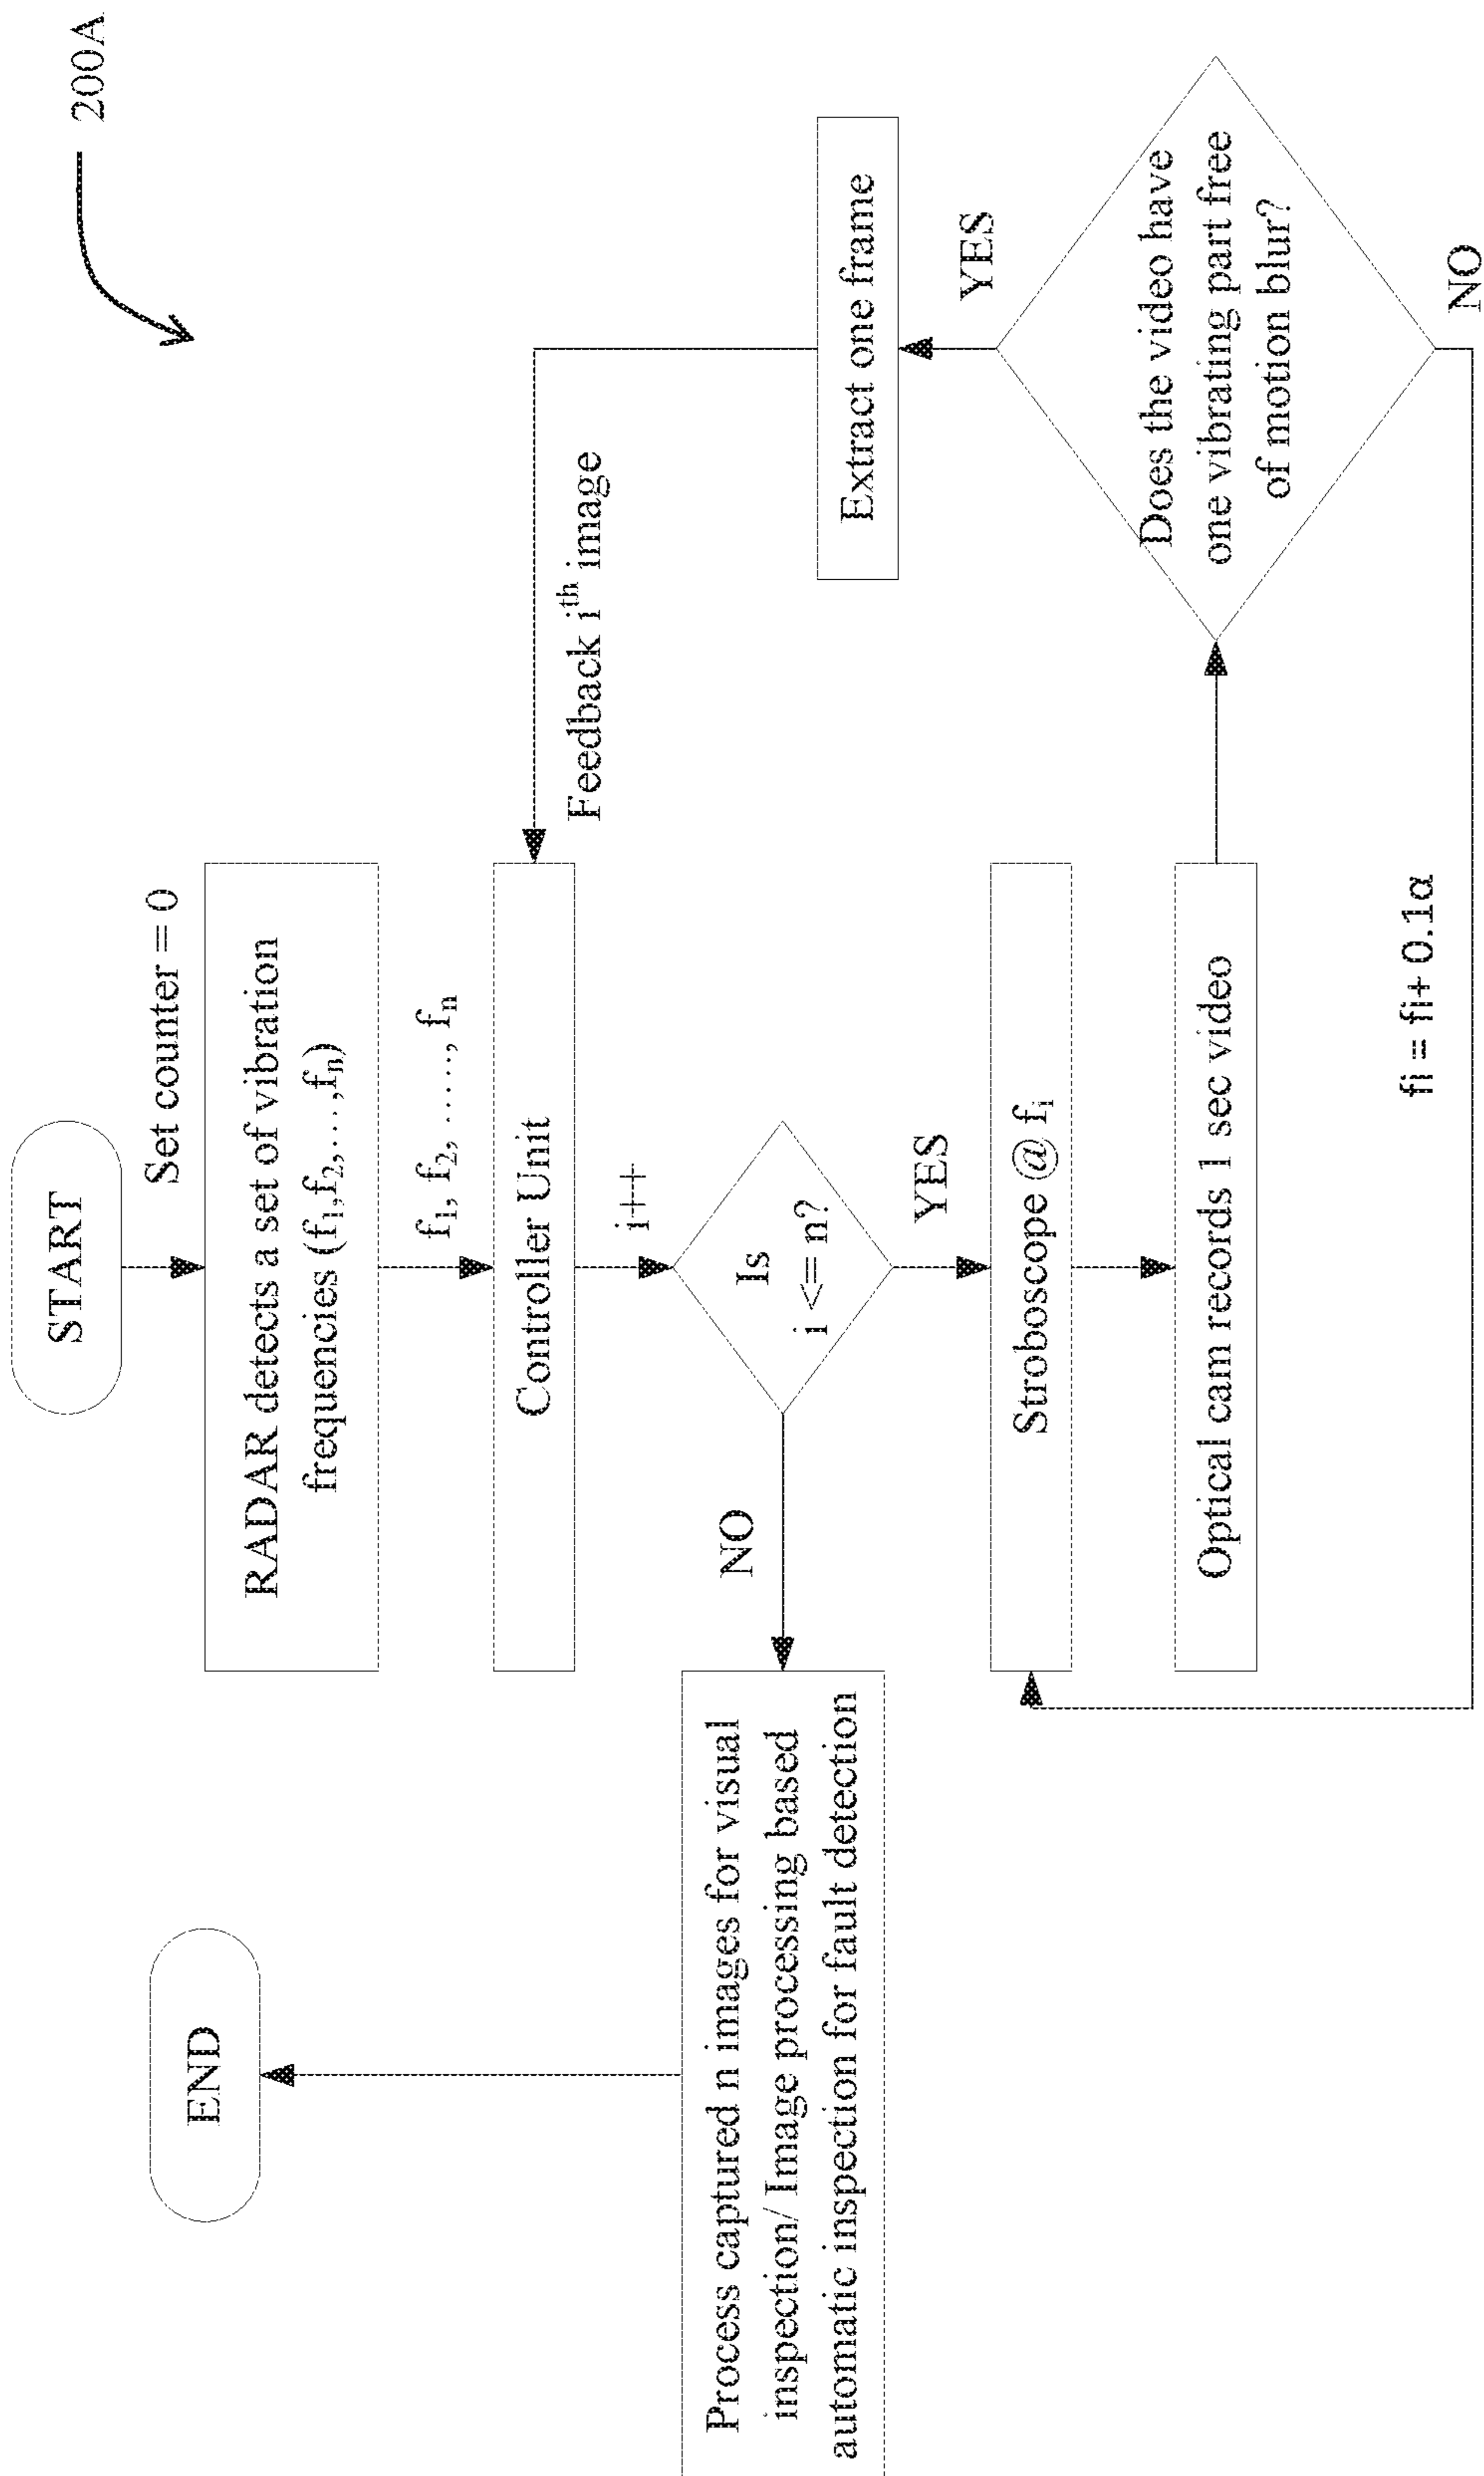 200A
START
Set counter = 0
RADAR detects a set of vibration
frequencies (f₁,f₂,...,fₙ)
f₁, f₂, ......, fₙ
Controller Unit
i++
Is
i <= n?
YES
NO
Stroboscope @ fᵢ
Optical cam records 1 sec video
Does the video have
one vibrating part free
of motion blur?
YES
NO
Extract one frame
Feedback iᵗʰ image
fi = fi+ 0.1α
Process captured n images for visual
inspection/ Image processing based
automatic inspection for fault detection
END